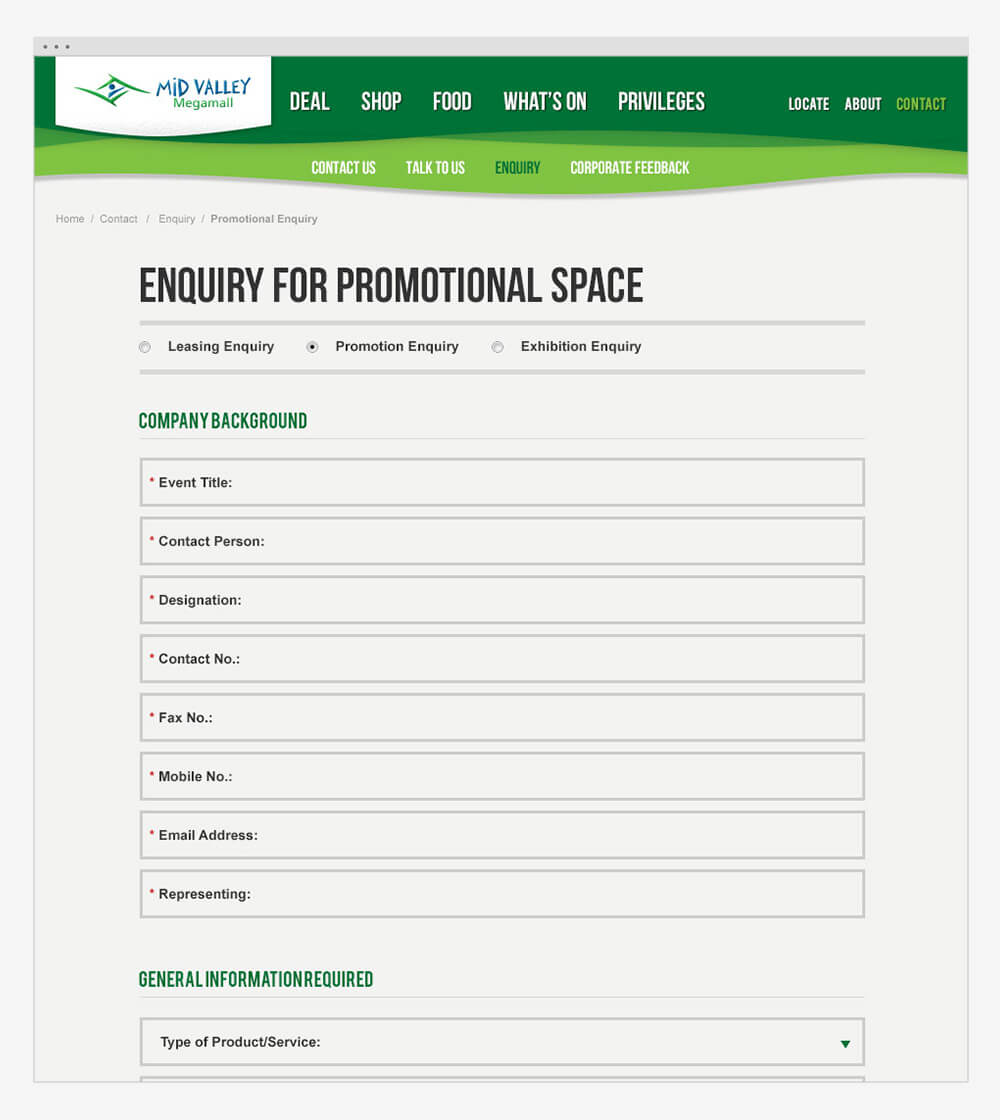 MiD VALLEY
Megamall
DEAL SHOP FOOD WHAT'S ON PRIVILEGES
LOCATE ABOUT CONTACT
CONTACT US TALK TO US ENQUIRY CORPORATE FEEDBACK
Home / Contact / Enquiry / Promotional Enquiry
ENQUIRY FOR PROMOTIONAL SPACE
Leasing Enquiry Promotion Enquiry Exhibition Enquiry
COMPANY BACKGROUND
* Event Title:
* Contact Person:
* Designation:
* Contact No.:
* Fax No.:
* Mobile No.:
* Email Address:
* Representing:
GENERAL INFORMATION REQUIRED
Type of Product/Service: